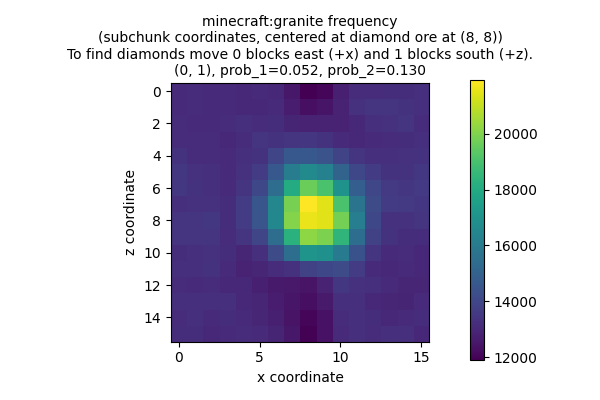 minecraft:granite frequency
(subchunk coordinates, centered at diamond ore at (8, 8))
To find diamonds move 0 blocks east (+x) and 1 blocks south (+z).
(0, 1), prob_1=0.052, prob_2=0.130
0
2
4
6
8
10
12
14
z coordinate
0
5
10
15
x coordinate
20000
18000
16000
14000
12000